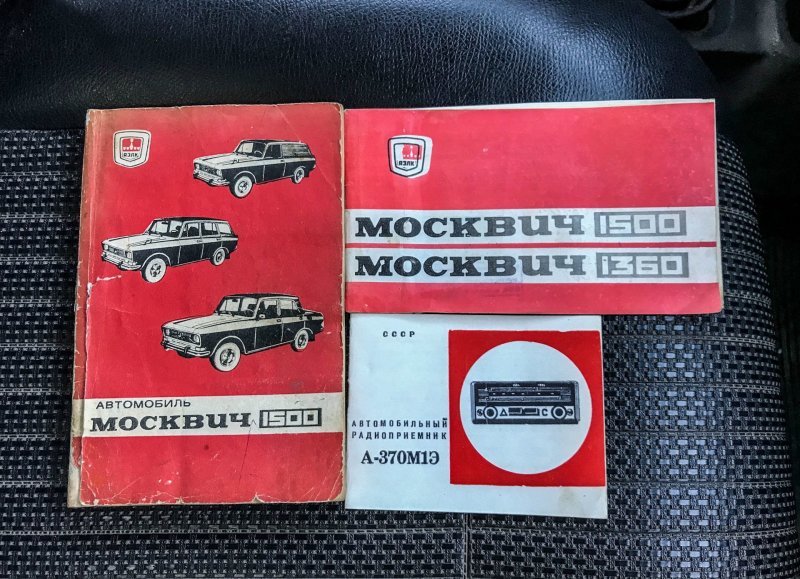 АЗЛК
АВТОМОБИЛЬ
МОСКВИЧ 1500
АЗЛК
МОСКВИЧ 1500
МОСКВИЧ 1360
СССР
АВТОМОБИЛЬНЫЙ
РАДИОПРИЕМНИК
А-370М1Э